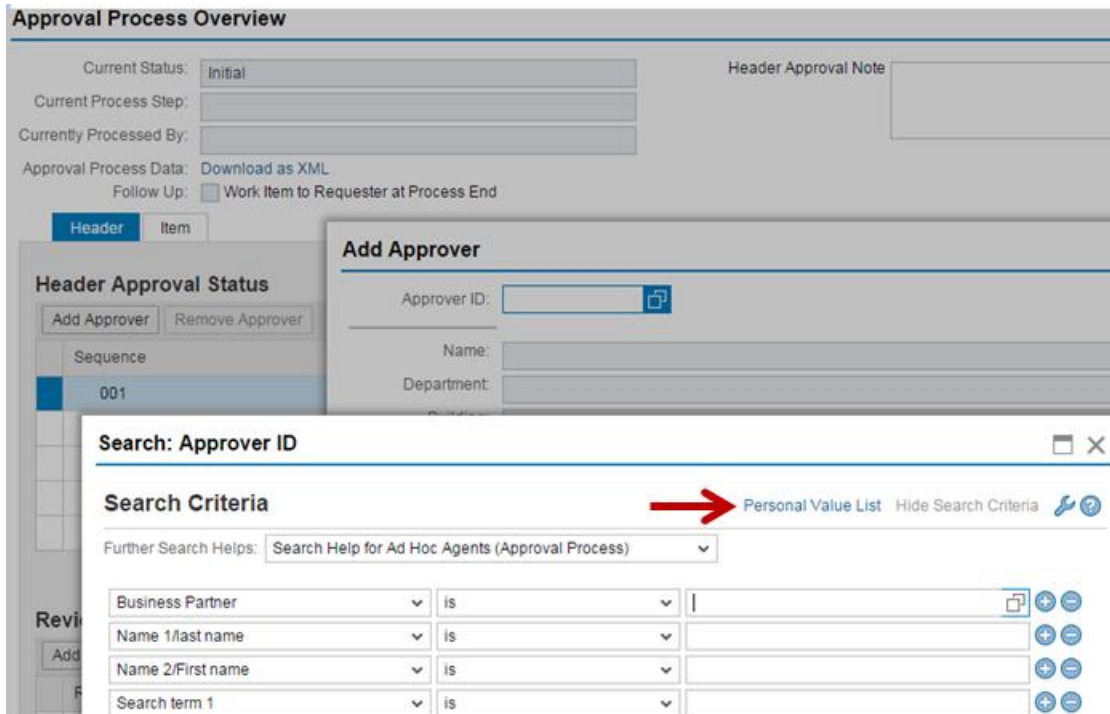 Approval Process Overview
Current Status: Initial
Header Approval Note
Current Process Step:
Currently Processed By:
Approval Process Data: Download as XML
Follow Up: Work Item to Requester at Process End
Header Item
Add Approver
Header Approval Status
Approver ID:
Add Approver Remove Approver
Name:
Sequence
Department:
001
Search: Approver ID
Search Criteria
Personal Value List Hide Search Criteria
Further Search Helps: Search Help for Ad Hoc Agents (Approval Process)
Business Partner is
Revi
Name 1/last name is
Add
Name 2/First name is
Search term 1 is